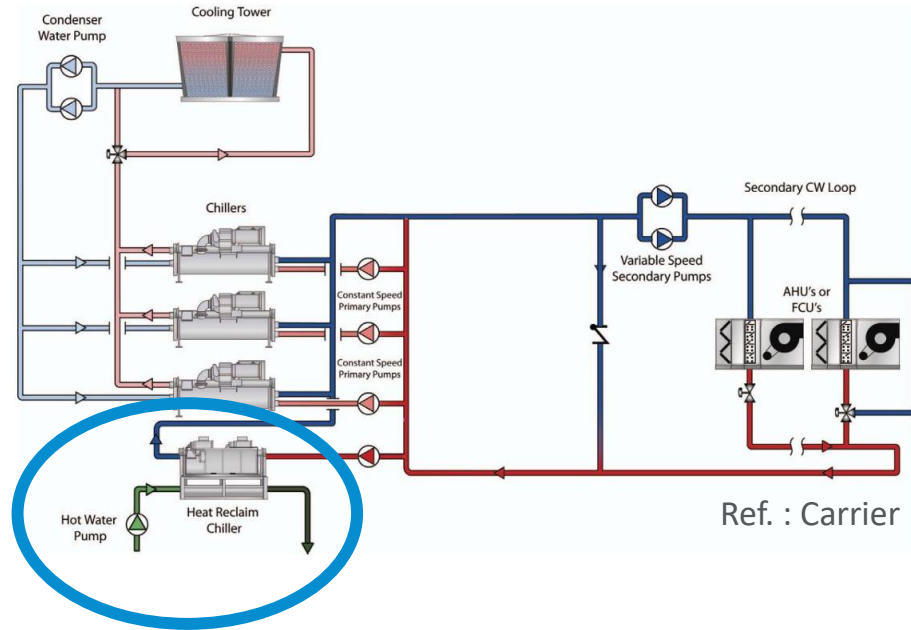 Cooling Tower
Condenser
Water Pump
Chillers
Secondary CW Loop
Variable Speed
Secondary Pumps
Constant Speed
Primary Pumps
AHU's or
FCU's
Constant Speed
Primary Pumps
Heat Reclaim
Chiller
Hot Water
Pump
Ref. : Carrier